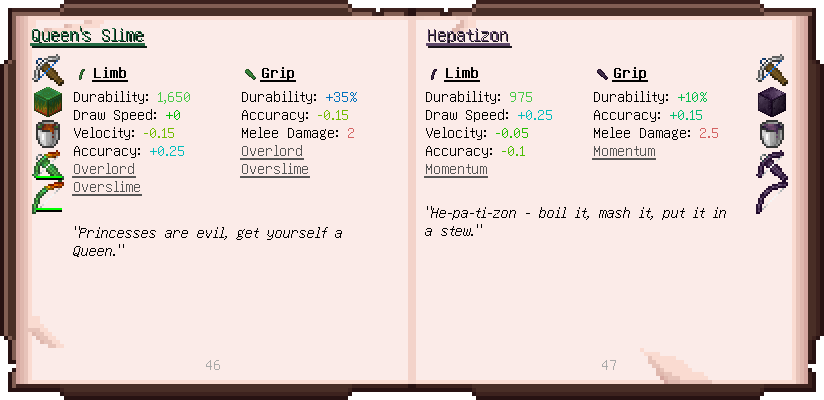 Queen's Slime
Limb
Durability: 1,650
Draw Speed: +0
Velocity: -0.15
Accuracy: +0.25
Overlord
Overslime
Grip
Durability: +35%
Accuracy: -0.15
Melee Damage: 2
Overlord
Overslime
"Princesses are evil, get yourself a
Queen."
46
Hepatizon
Limb
Durability: 975
Draw Speed: +0.25
Velocity: -0.05
Accuracy: -0.1
Momentum
Grip
Durability: +10%
Accuracy: +0.15
Melee Damage: 2.5
Momentum
"He-pa-ti-zon - boil it, mash it, put it in
a stew."
47